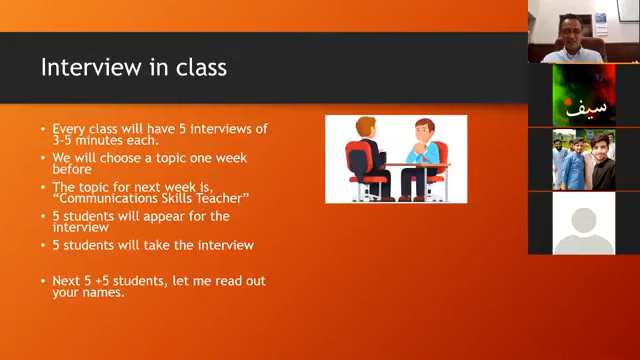 Interview in class
• Every class will have 5 interviews of
3-5 minutes each.
• We will choose a topic one week
before
• The topic for next week is,
“Communications Skills Teacher”
• 5 students will appear for the
interview
• 5 students will take the interview
• Next 5 +5 students, let me read out
your names.
سيف